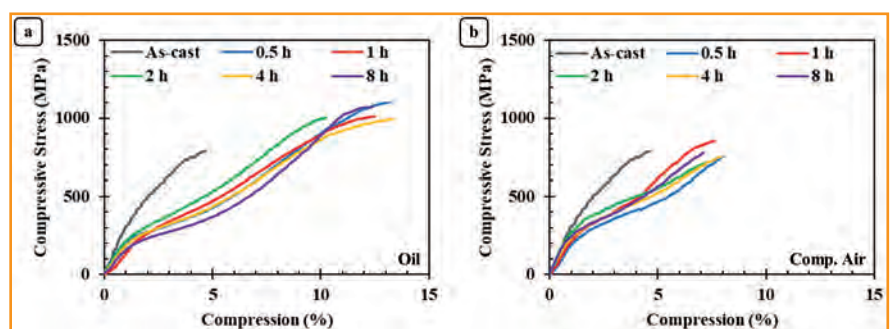 a
1500
1000
500
0
Compressive Stress (MPa)
As-cast 0.5 h 1 h
2 h 4 h 8 h
Oil
0 5 10 15
Compression (%)
b
1500
1000
500
0
Compressive Stress (MPa)
As-cast 0.5 h 1 h
2 h 4 h 8 h
Comp. Air
0 5 10 15
Compression (%)